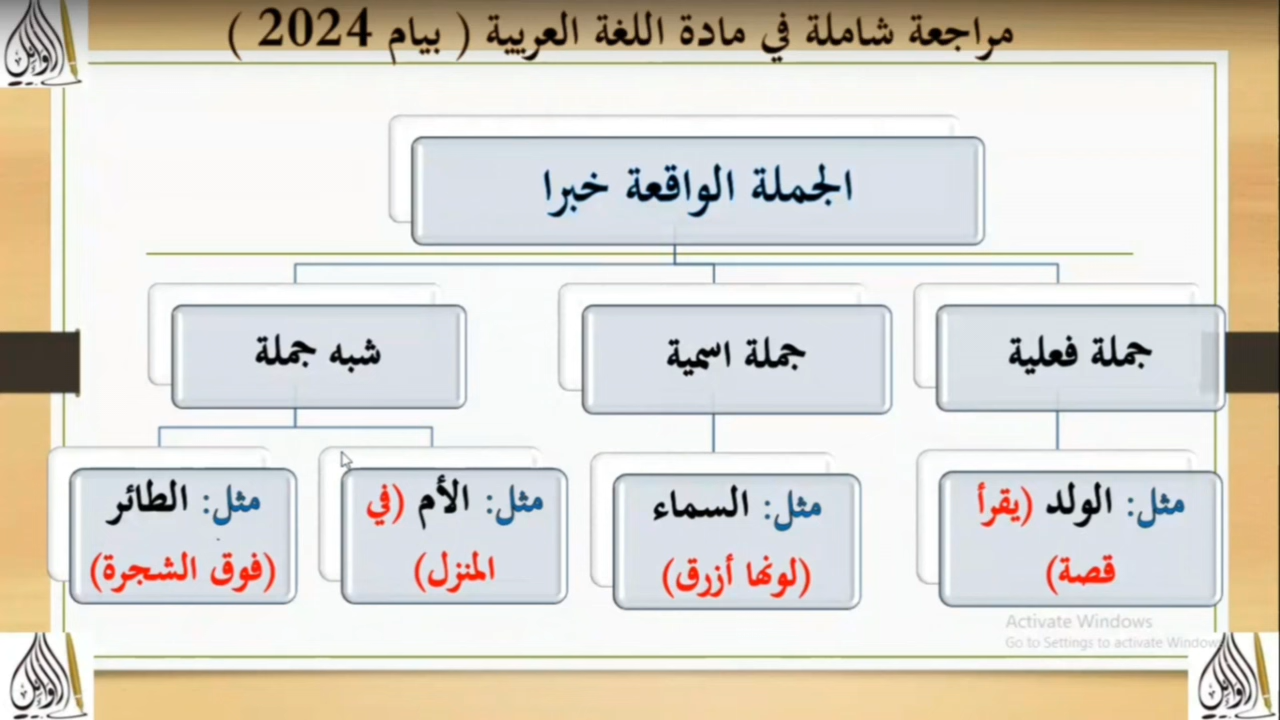 مراجعة شاملة في مادة اللغة العربية ( بيام 2024 )
الجملة الواقعة خبرا
جملة فعلية
جملة اسمية
شبه جملة
مثل: الولد (يقرأ
قصة)
مثل: السماء
(لونها أزرق)
مثل: الأم (في
المنزل)
مثل: الطائر
(فوق الشجرة)
Activate Windows
Go to Settings to activate Windows